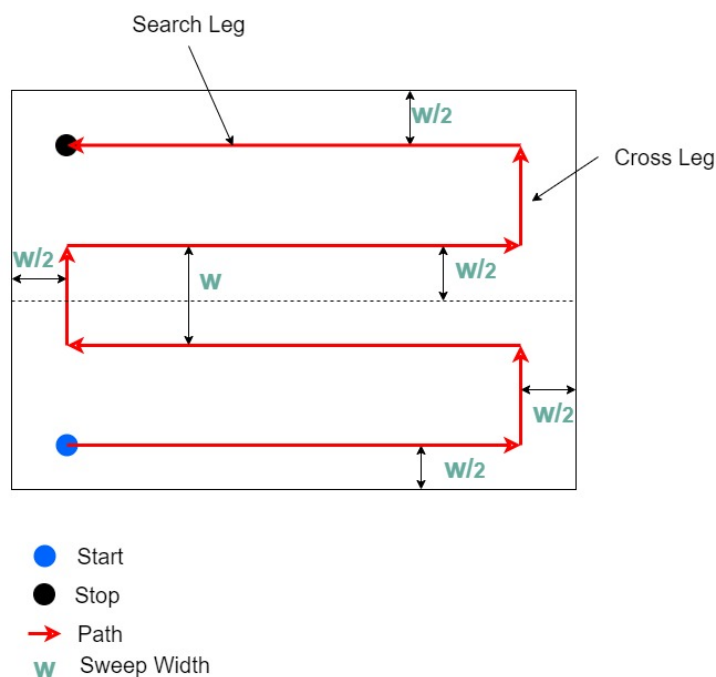 Search Leg
W/2
Cross Leg
W/2
W
W/2
W/2
W/2
Start
Stop
Path
W Sweep Width